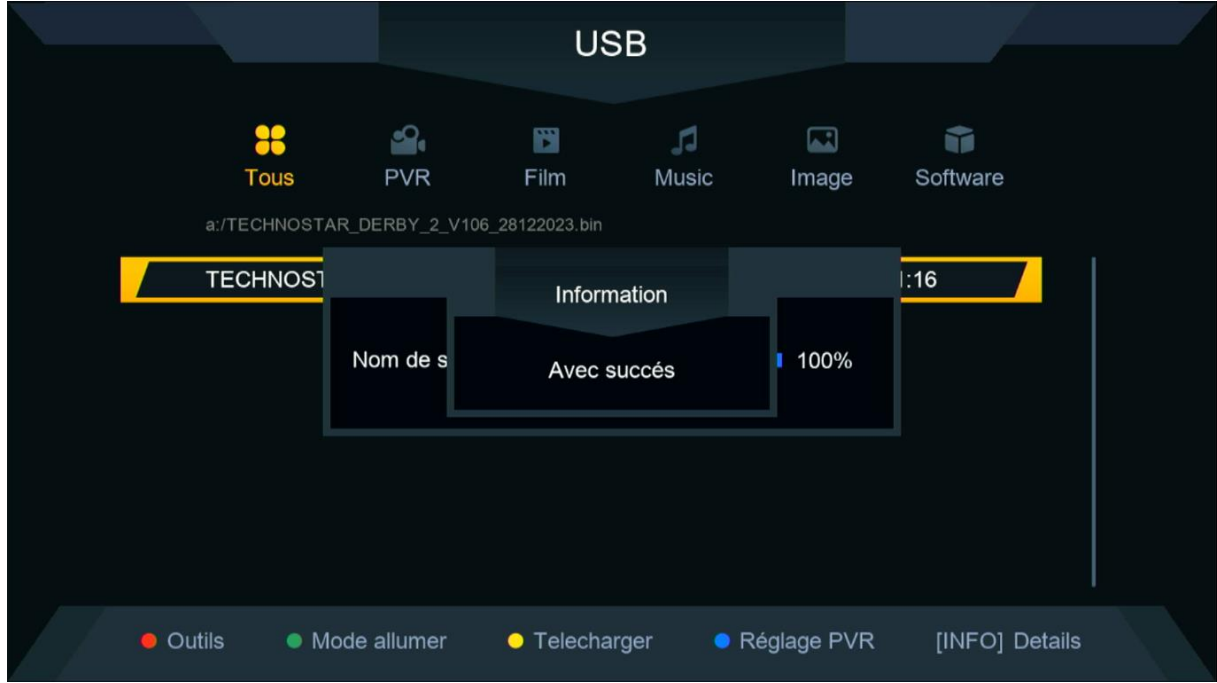 USB
Tous PVR Film Music Image Software
a:/TECHNOSTAR_DERBY_2_V106_28122023.bin
TECHNOST :16
Information
Nom de s 100%
Avec succés
Outils Mode allumer Telecharger Réglage PVR [INFO] Details